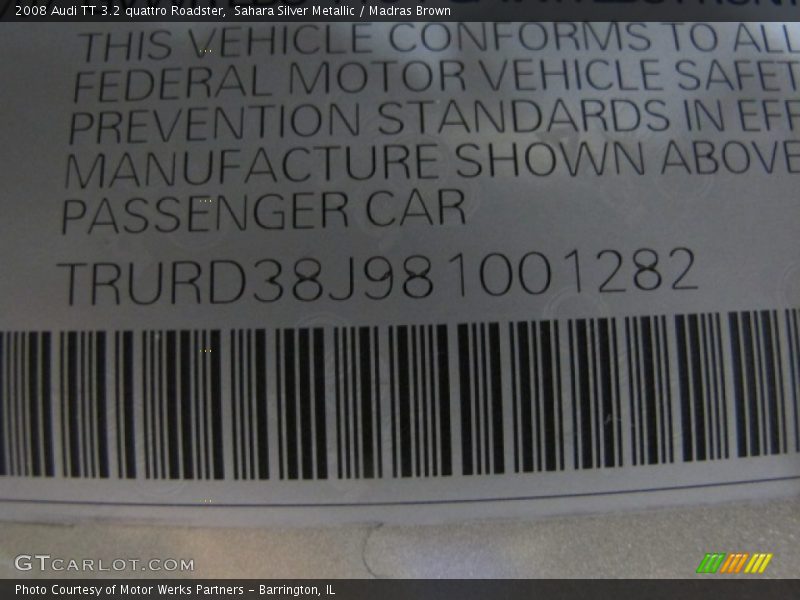 2008 Audi TT 3.2 quattro Roadster, Sahara Silver Metallic / Madras Brown
THIS VEHICLE CONFORMS TO ALL
FEDERAL MOTOR VEHICLE SAFET
PREVENTION STANDARDS IN EFF
MANUFACTURE SHOWN ABOVE
PASSENGER CAR
TRURD38J981001282
GTCARLOT.COM
Photo Courtesy of Motor Werks Partners – Barrington, IL